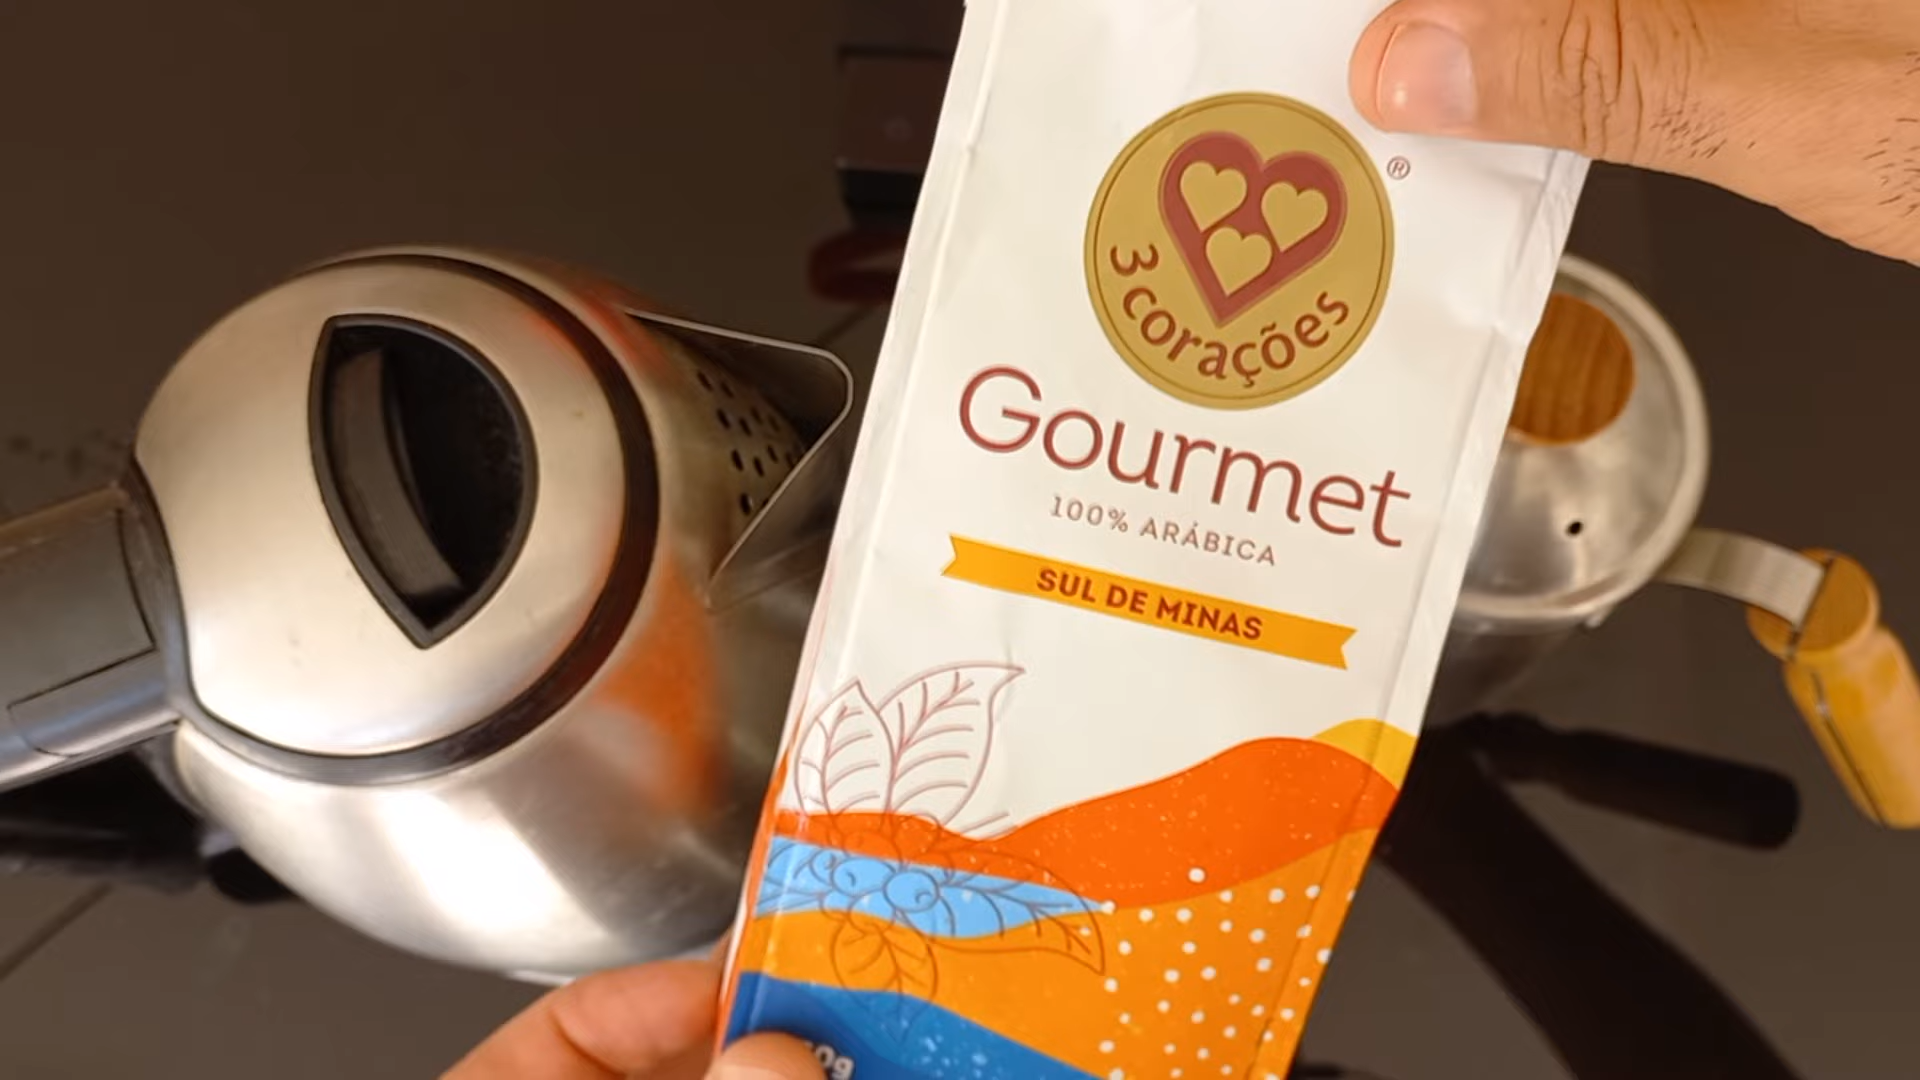 3 corações
®
Gourmet
100% ARÁBICA
SUL DE MINAS